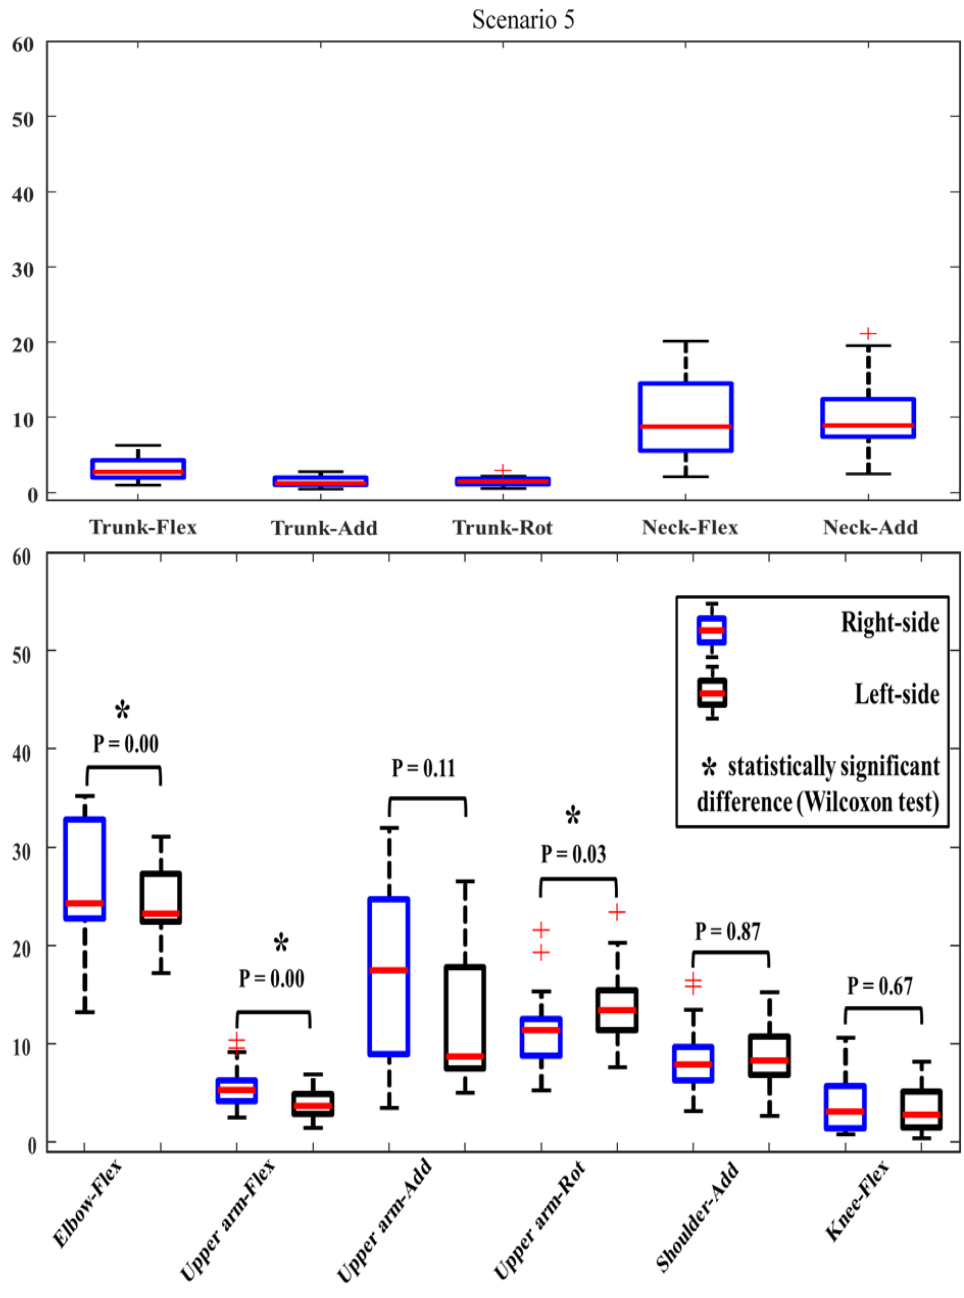 Scenario 5
60
50
40
30
20
10
0
Trunk-Flex Trunk-Add Trunk-Rot Neck-Flex Neck-Add
60
50
40
30
20
10
0
Right-side
Left-side
* statistically significant
difference (Wilcoxon test)
*
P = 0.00
*
P = 0.00
P = 0.11
*
P = 0.03
P = 0.87
P = 0.67
Elbow-Flex
Upper arm-Flex
Upper arm-Add
Upper arm-Rot
Shoulder-Add
Knee-Flex